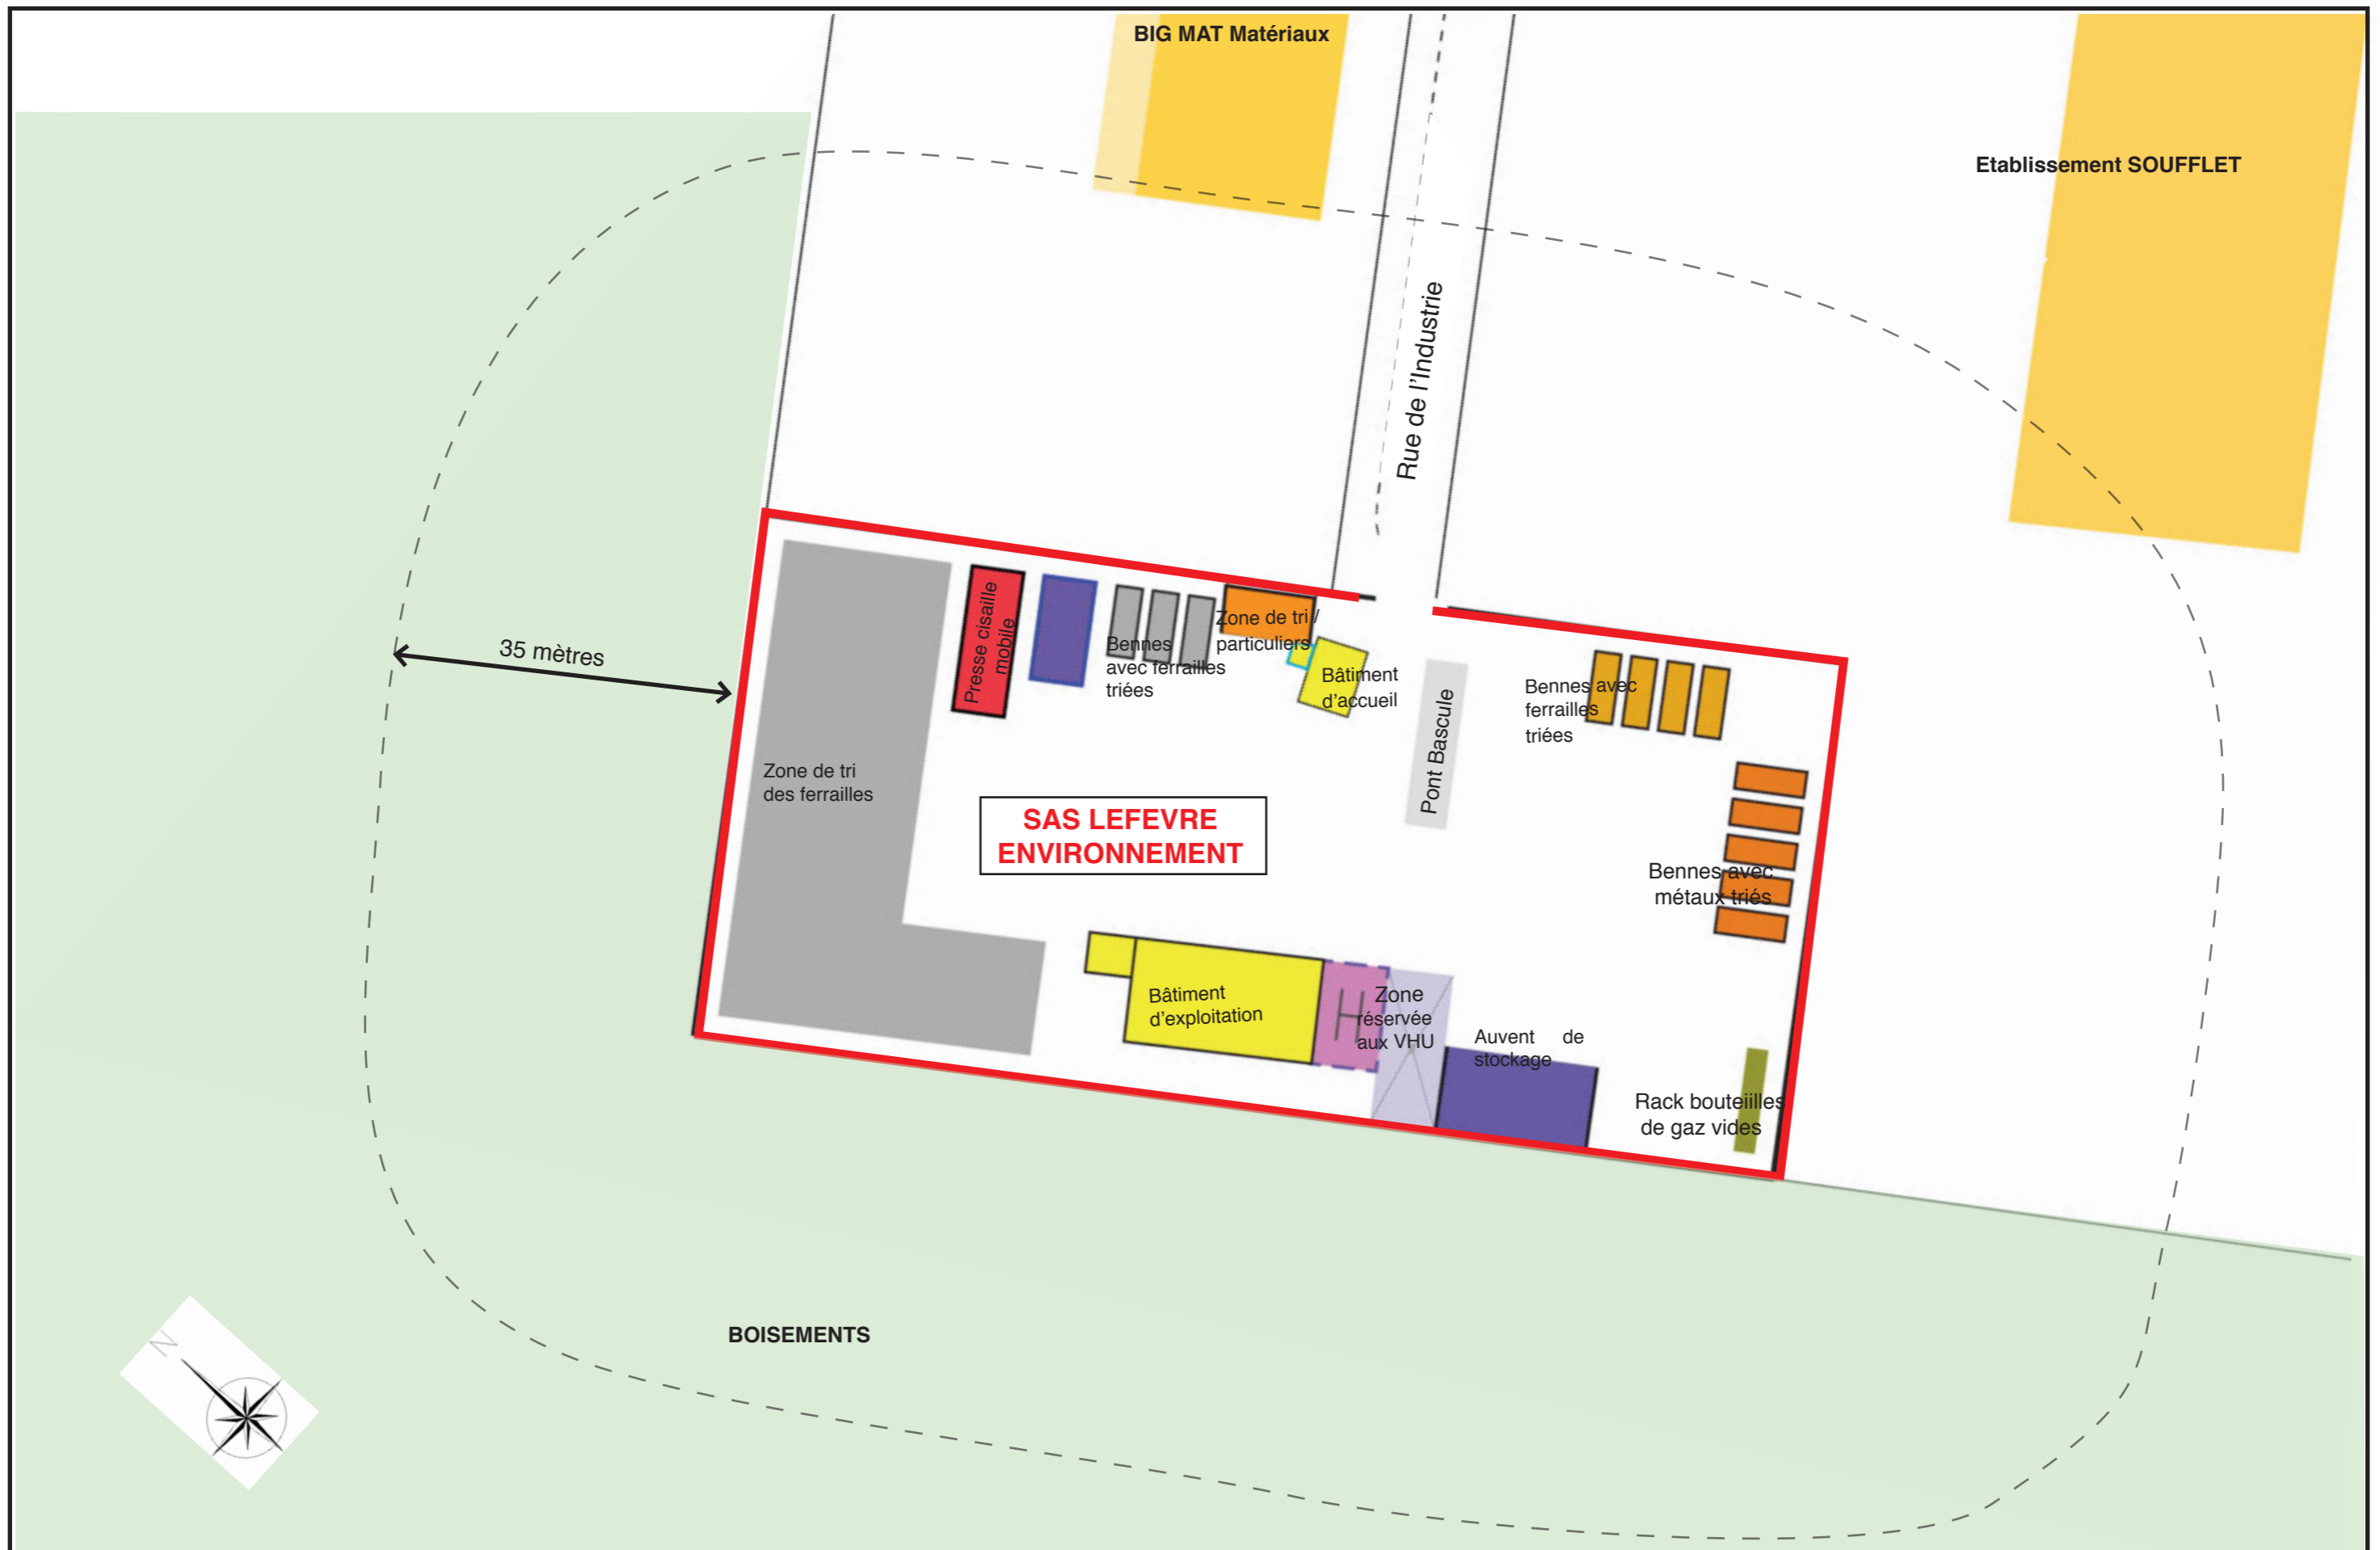 BIG MAT Matériaux
Etablissement SOUFFLET
Rue de l'Industrie
35 mètres
Presse cisaille
mobile
Bennes
avec ferrailles
triées
Zone de tri /
particuliers
Bâtiment
d'accueil
Pont Bascule
Bennes avec
ferrailles
triées
Zone de tri
des ferrailles
SAS LEFEVRE
ENVIRONNEMENT
Bennes avec
métaux triés
Bâtiment
d'exploitation
H
Zone
réservée
aux VHU
Auvent de
stockage
Rack bouteiilles
de gaz vides
BOISEMENTS
N